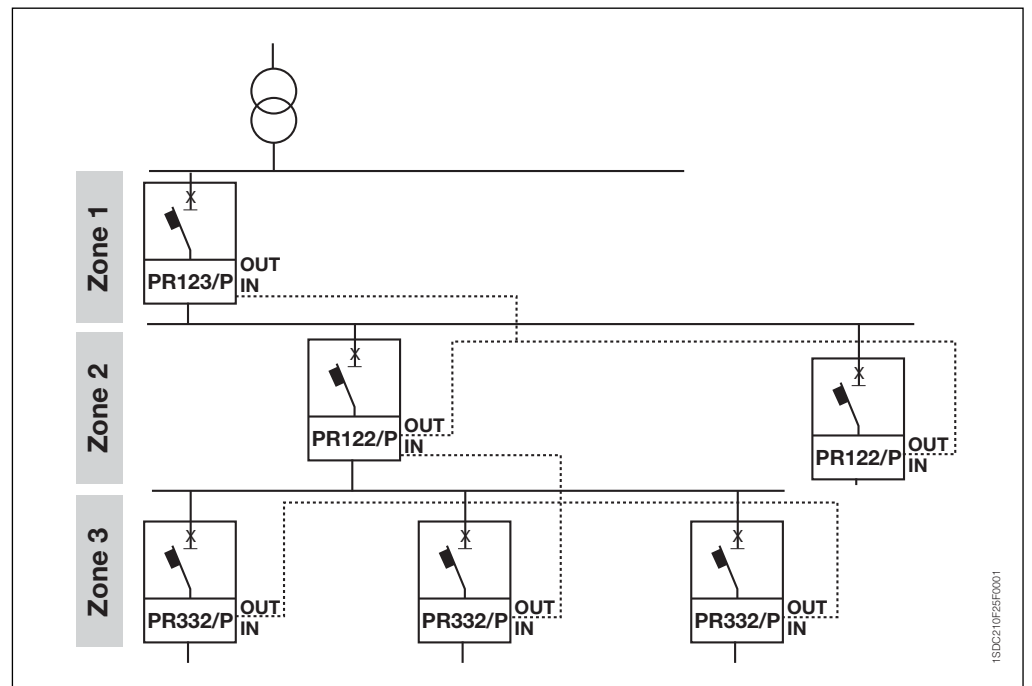 Zone 1
PR123/P
OUT
IN
Zone 2
PR122/P
OUT
IN
PR122/P
OUT
IN
Zone 3
PR332/P
OUT
IN
PR332/P
OUT
IN
PR332/P
OUT
IN
1SDC210F25F0001